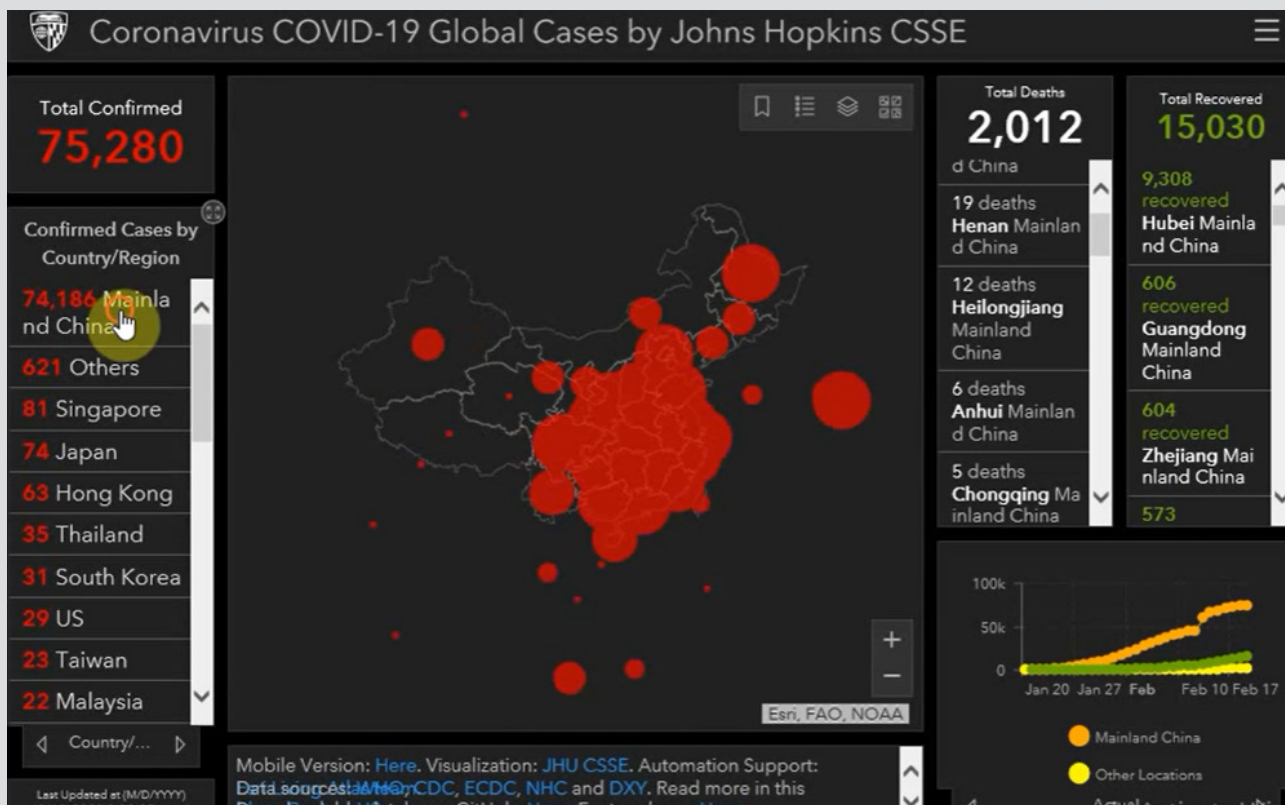 Coronavirus COVID-19 Global Cases by Johns Hopkins CSSE
Total Confirmed
75,280
Confirmed Cases by
Country/Region
74,186 Mainla
nd China
621 Others
81 Singapore
74 Japan
63 Hong Kong
35 Thailand
31 South Korea
29 US
23 Taiwan
22 Malaysia
Country/...
Last Updated at (M/D/YYYY)
Esri, FAO, NOAA
Mobile Version: Here. Visualization: JHU CSSE. Automation Support:
Data sources: WHO, CDC, ECDC, NHC and DXY. Read more in this
Total Deaths
2,012
d China
19 deaths
Henan Mainlan
d China
12 deaths
Heilongjiang
Mainland
China
6 deaths
Anhui Mainlan
d China
5 deaths
Chongqing Ma
inland China
Total Recovered
15,030
9,308
recovered
Hubei Mainla
nd China
606
recovered
Guangdong
Mainland
China
604
recovered
Zhejiang Mai
nland China
573
100k
50k
0
Jan 20 Jan 27 Feb Feb 10 Feb 17
Mainland China
Other Locations
Actual